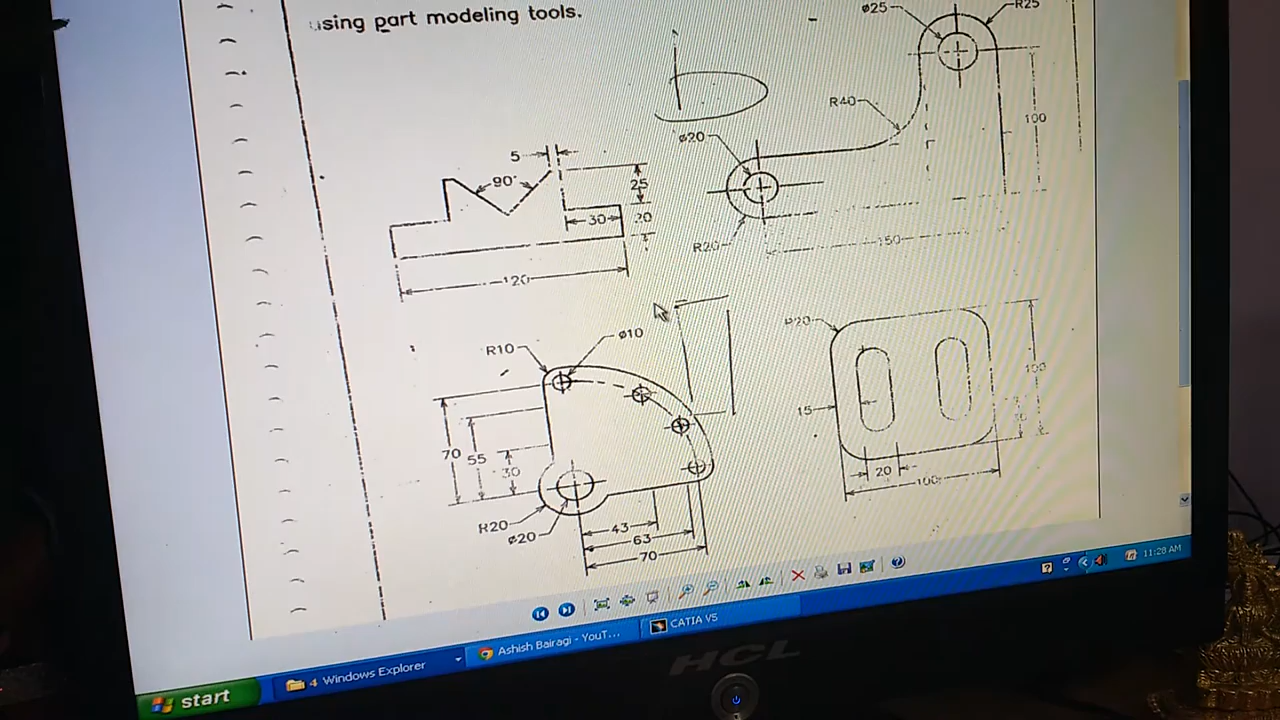 using part modeling tools.
ø25
R25
R40
100
ø20
5
90°
25
30
20
R20
150
120
R10
ø10
R20
100
15
70
55
30
20
100
R20
ø20
43
63
70
11:28 AM
start
4 Windows Explorer
Ashish Bairagi - YouT...
CATIA V5
HCL